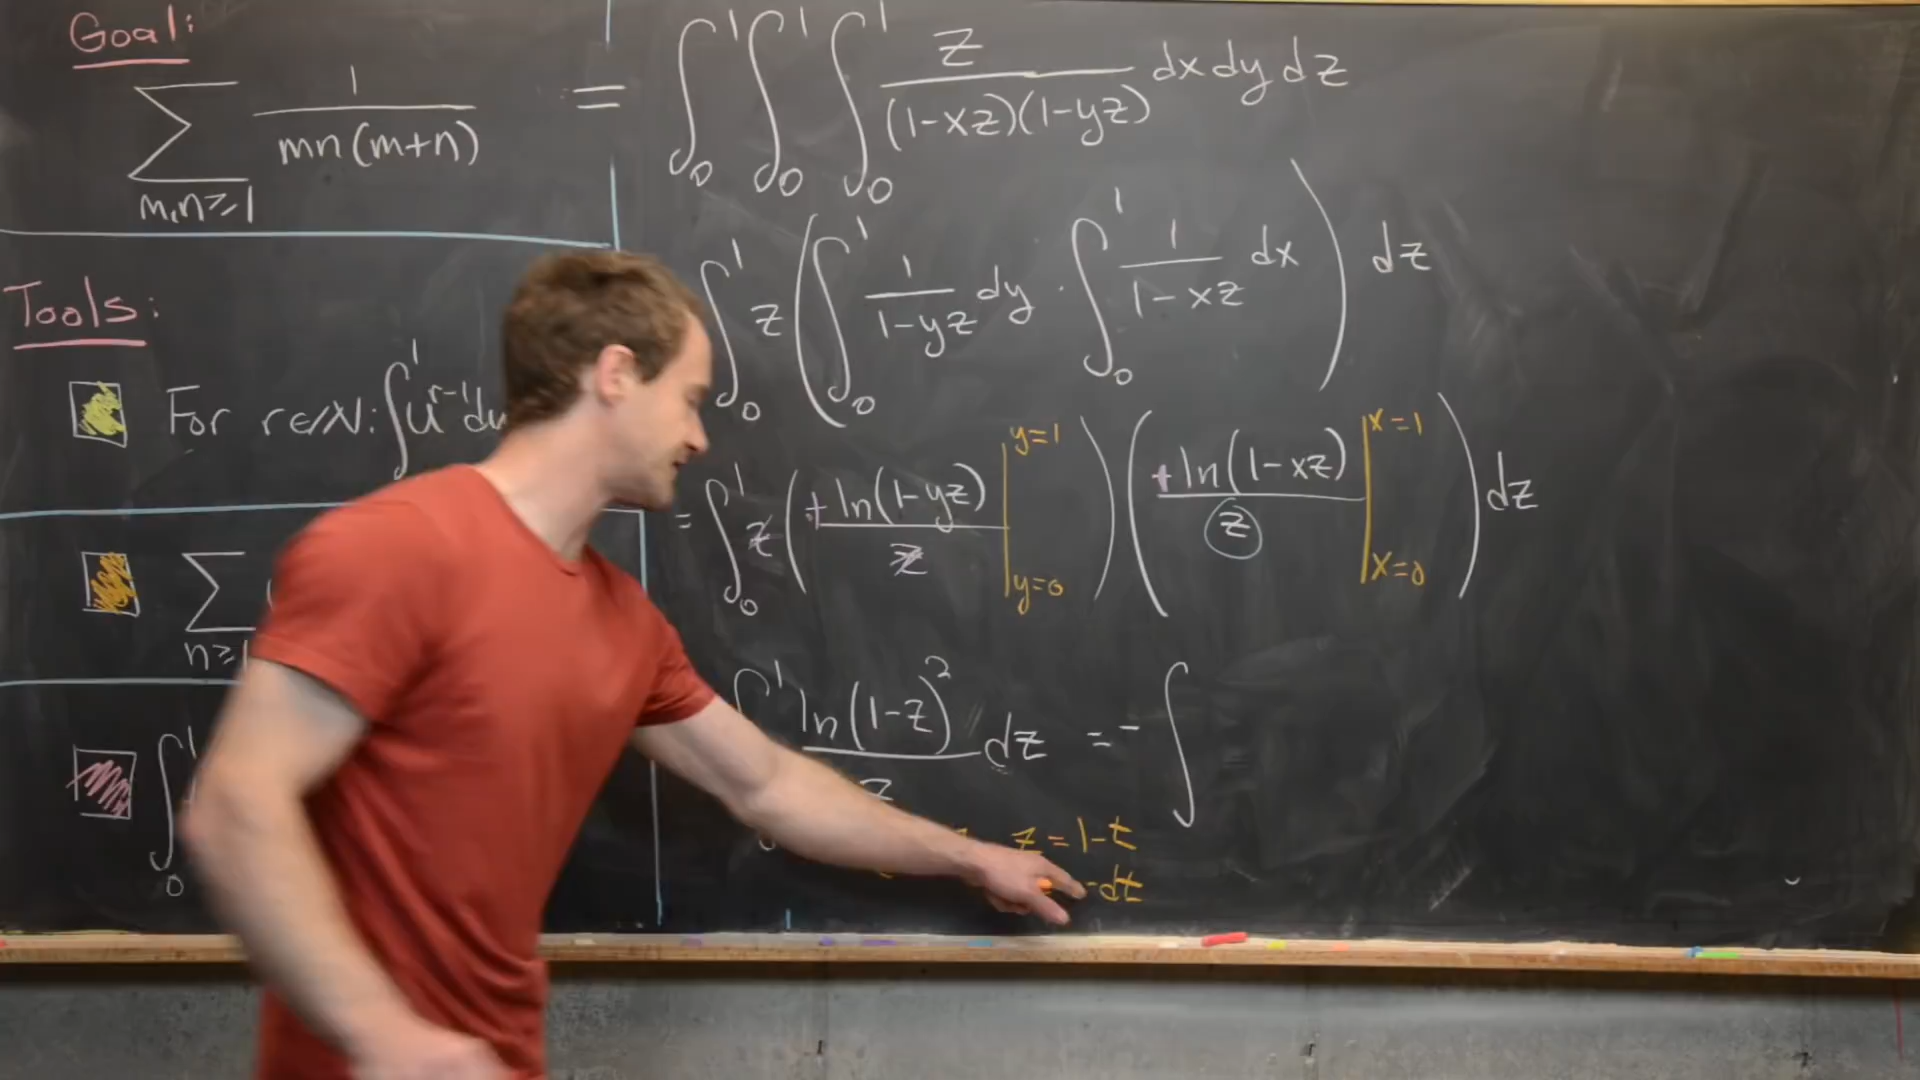 Goal:
∑ 1/(mn(m+n))
m,n≥1
= ∫₀¹ ∫₀¹ ∫₀¹ z/((1-xz)(1-yz)) dx dy dz
∫₀¹ z ( ∫₀¹ 1/(1-yz) dy · ∫₀¹ 1/(1-xz) dx ) dz
Tools:
For r∈ℕ: ∫₀¹ u^{r-1} du
= ∫₀¹ z ( +ln(1-yz)/z | y=1 y=0 ) ( +ln(1-xz)/z | x=1 x=0 ) dz
∑
n≥1
∫₀¹ ln(1-z)²/z dz = - ∫
z = 1-t
-dt
∫₀¹